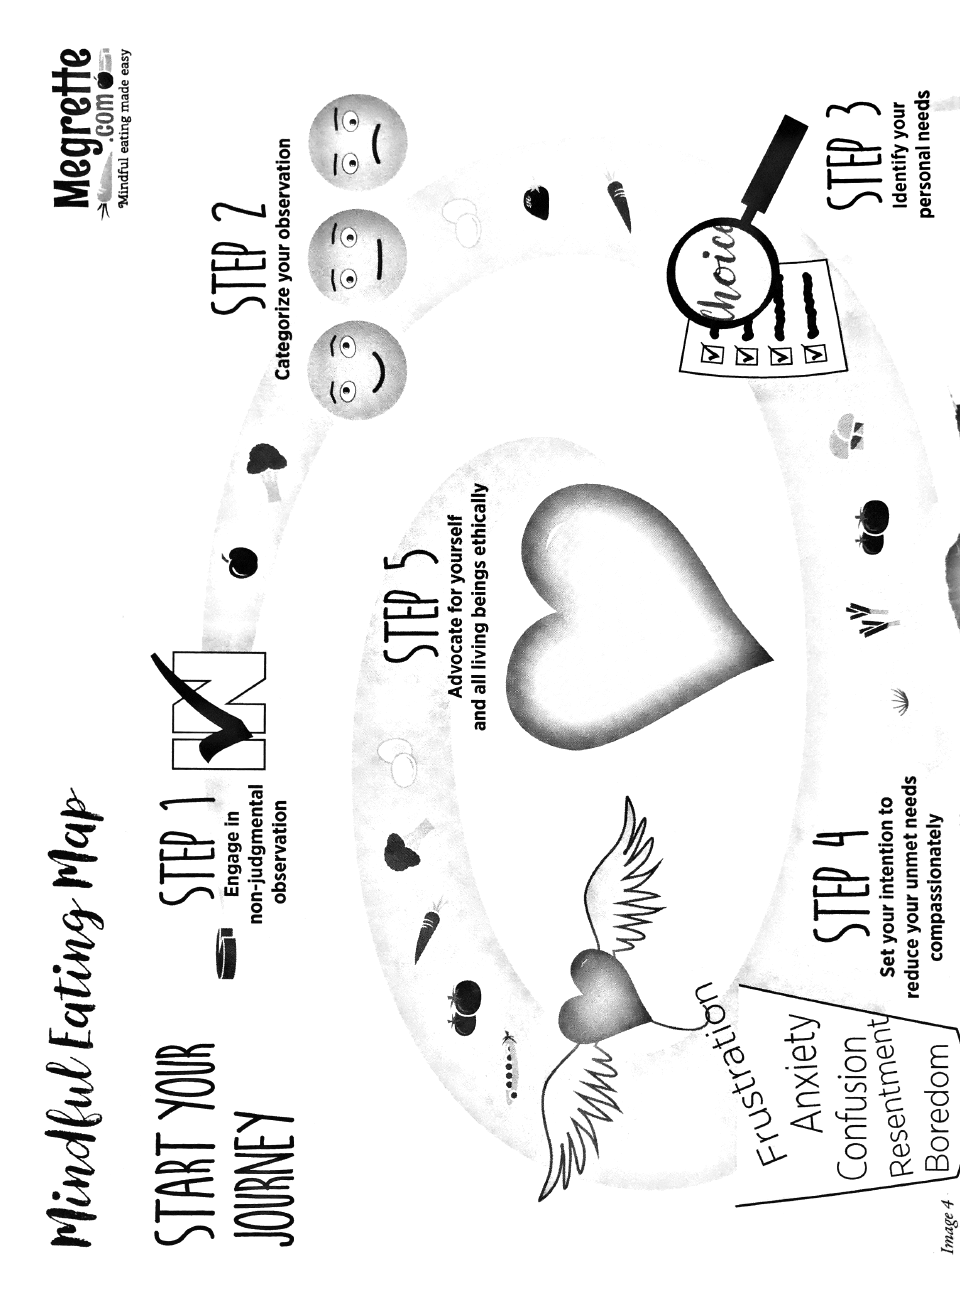 Mindful Eating Map
Megrette
.com
Mindful eating made easy
START YOUR
JOURNEY
STEP 1
Engage in
non-judgmental
observation
IN
STEP 2
Categorize your observation
STEP 3
Identify your
personal needs
Choice
STEP 4
Set your intention to
reduce your unmet needs
compassionately
STEP 5
Advocate for yourself
and all living beings ethically
Frustration
Anxiety
Confusion
Resentment
Boredom
Image 4